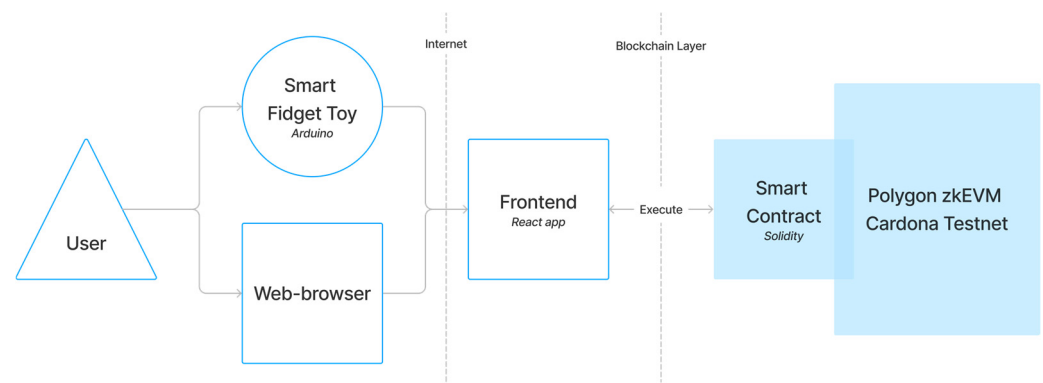 Internet
Blockchain Layer
User
Smart
Fidget Toy
Arduino
Web-browser
Frontend
React app
Execute
Smart
Contract
Solidity
Polygon zkEVM
Cardona Testnet